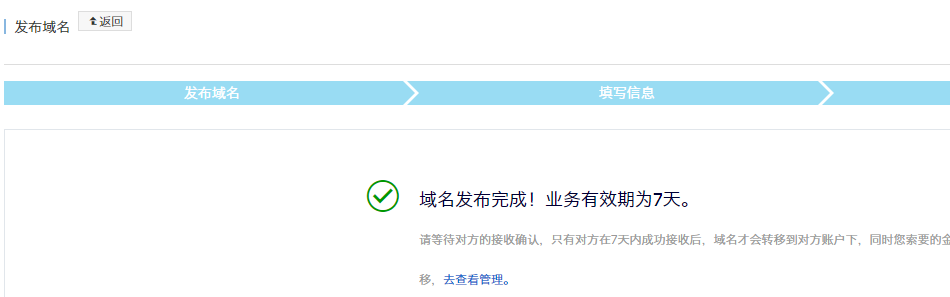 发布域名
返回
发布域名
填写信息
域名发布完成！业务有效期为7天。
请等待对方的接收确认，只有对方在7天内成功接收后，域名才会转移到对方账户下，同时您索要的金
移，去查看管理。